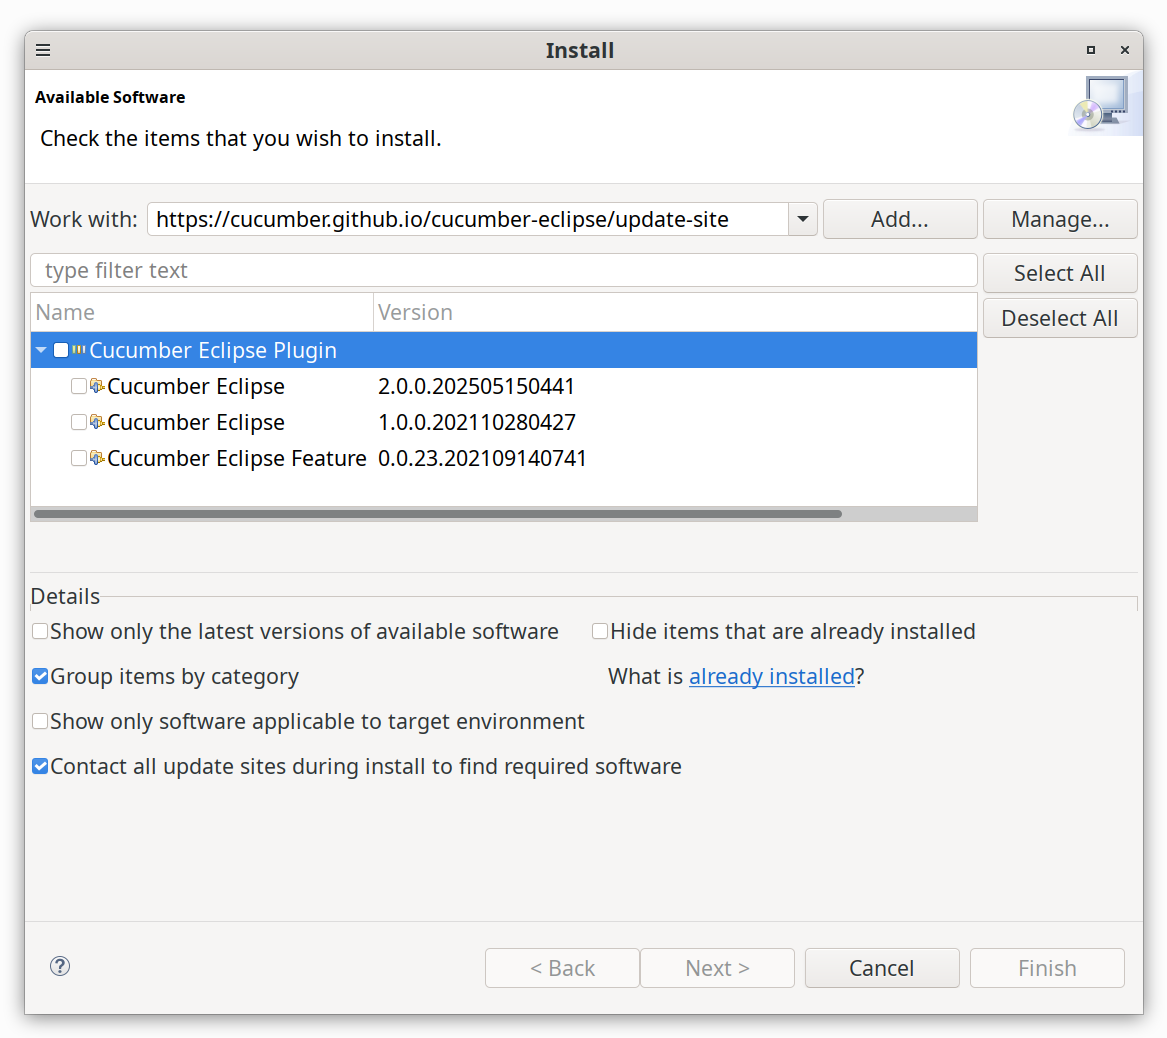 Install
Available Software
Check the items that you wish to install.
Work with: https://cucumber.github.io/cucumber-eclipse/update-site Add... Manage...
type filter text Select All
Name Version Deselect All
Cucumber Eclipse Plugin
Cucumber Eclipse 2.0.0.202505150441
Cucumber Eclipse 1.0.0.202110280427
Cucumber Eclipse Feature 0.0.23.202109140741
Details
Show only the latest versions of available software Hide items that are already installed
Group items by category What is already installed?
Show only software applicable to target environment
Contact all update sites during install to find required software
? < Back Next > Cancel Finish